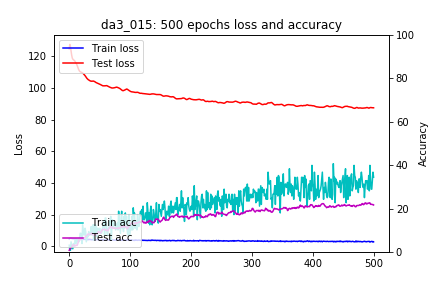 da3_015: 500 epochs loss and accuracy
Train loss
Test loss
Train acc
Test acc
Loss
120
100
80
60
40
20
0
Accuracy
100
80
60
40
20
0
0
100
200
300
400
500